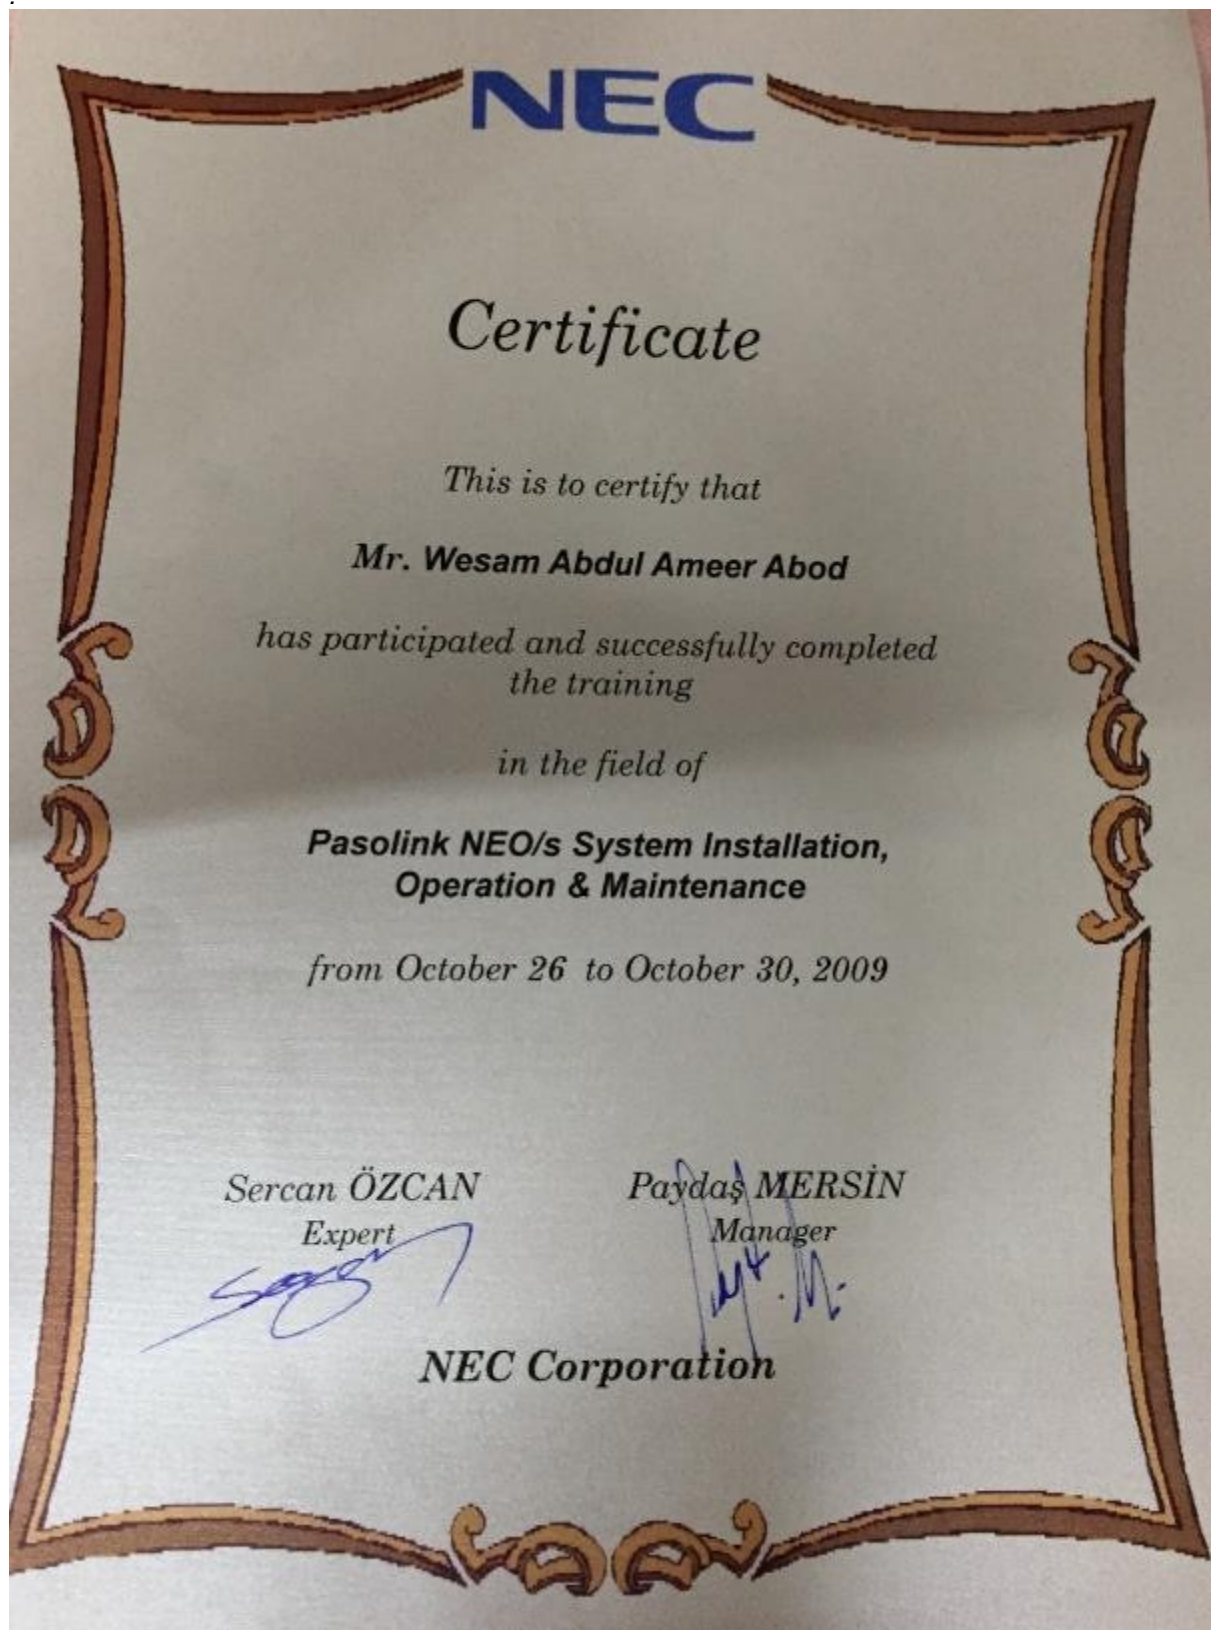 NEC
Certificate
This is to certify that
Mr. Wesam Abdul Ameer Abod
has participated and successfully completed
the training
in the field of
Pasolink NEO/s System Installation,
Operation & Maintenance
from October 26 to October 30, 2009
Sercan ÖZCAN Paydaş MERSİN
Expert Manager
NEC Corporation